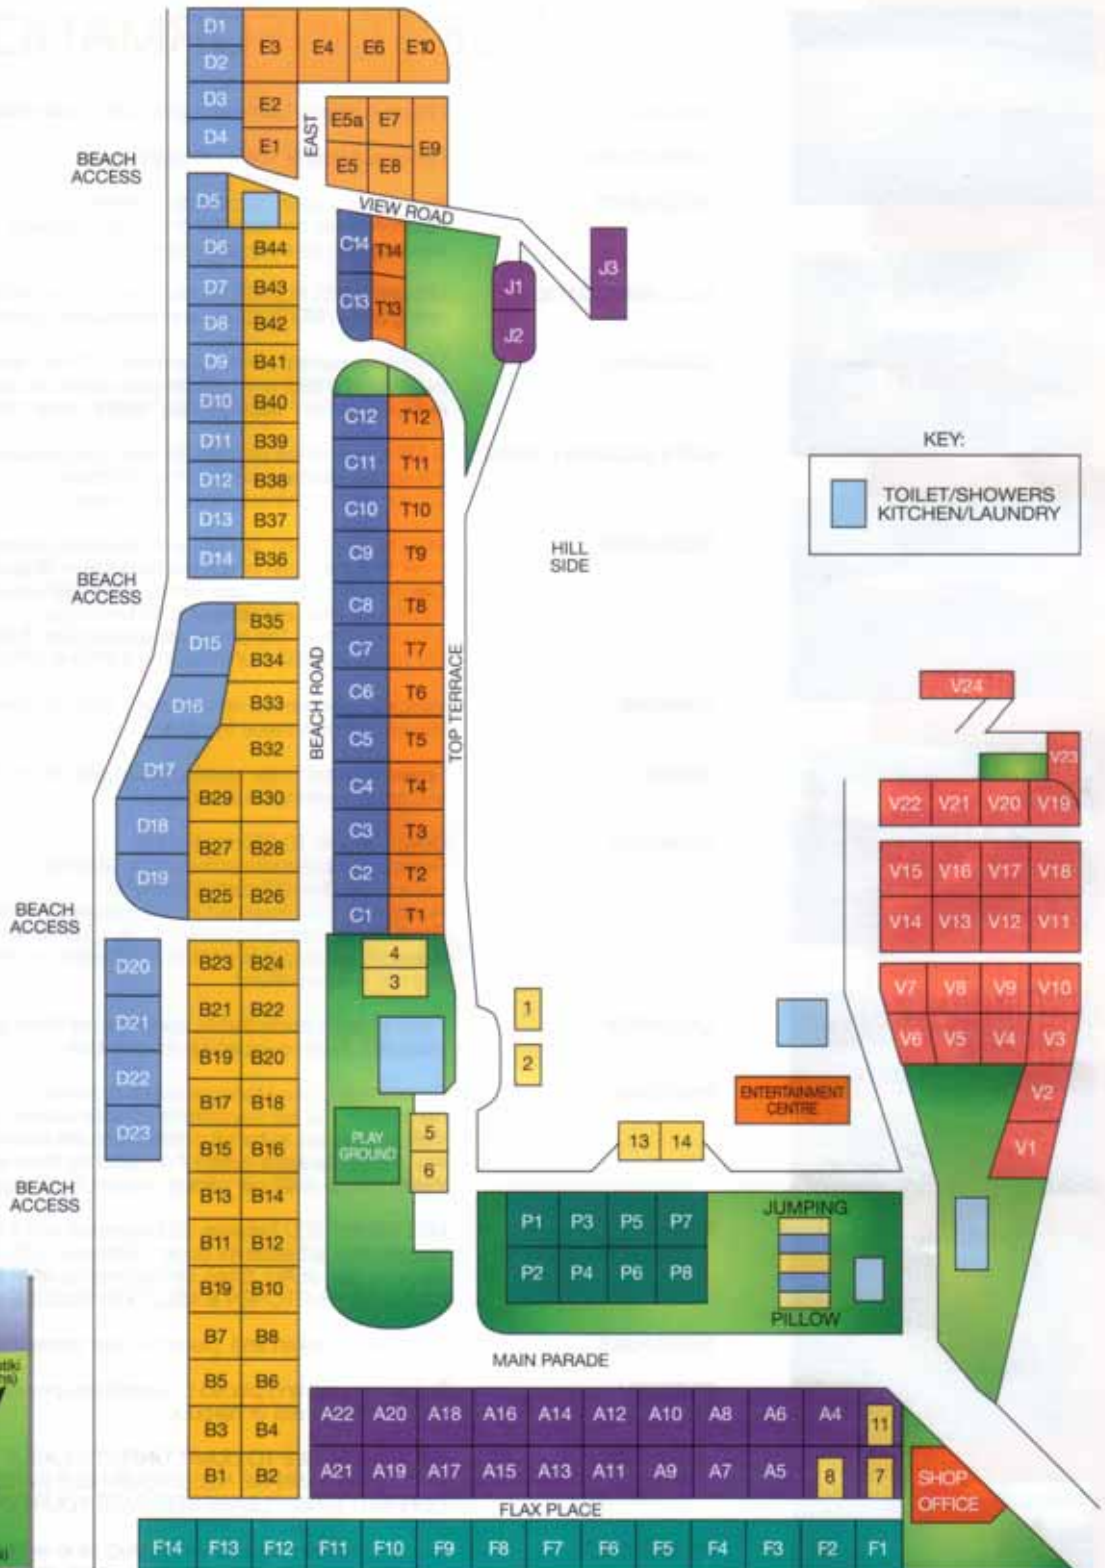 D1
E3 E4 E6 E10
D2
D3 E2
E5a E7
D4 E1
EAST
E9
BEACH
ACCESS
E5 E8
D5
VIEW ROAD
D6 B44
C14 T14
J3
D7 B43
J1
C13 T13
D8 B42
J2
D9 B41
D10 B40
C12 T12
D11 B39
C11 T11
KEY:
TOILET/SHOWERS
KITCHEN/LAUNDRY
D12 B38
D13 B37
C10 T10
D14 B36
C9 T9
HILL
SIDE
BEACH
ACCESS
C8 T8
B35
D15
B34
C7 T7
D16
B33
C6 T6
V24
BEACH ROAD
TOP TERRACE
B32
C5 T5
V23
D17
B29 B30
C4 T4
V22 V21 V20 V19
D18
C3 T3
B27 B28
D19
C2 T2
V15 V16 V17 V18
B25 B26
BEACH
ACCESS
C1 T1
V14 V13 V12 V11
D20
B23 B24
4
3
V7 V8 V9 V10
D21
B21 B22
1
V6 V5 V4 V3
D22
B19 B20
2
B17 B18
ENTERTAINMENT
CENTRE
V2
D23
B15 B16
PLAY
GROUND
5
13 14
V1
6
BEACH
ACCESS
B13 B14
B11 B12
P1 P3 P5 P7
JUMPING
P2 P4 P6 P8
B19 B10
PILLOW
B7 B8
MAIN PARADE
B5 B6
B3 B4
A22 A20 A18 A16 A14 A12 A10 A8 A6 A4 11
B1 B2
A21 A19 A17 A15 A13 A11 A9 A7 A5 8 7
SHOP
OFFICE
FLAX PLACE
F14 F13 F12 F11 F10 F9 F8 F7 F6 F5 F4 F3 F2 F1